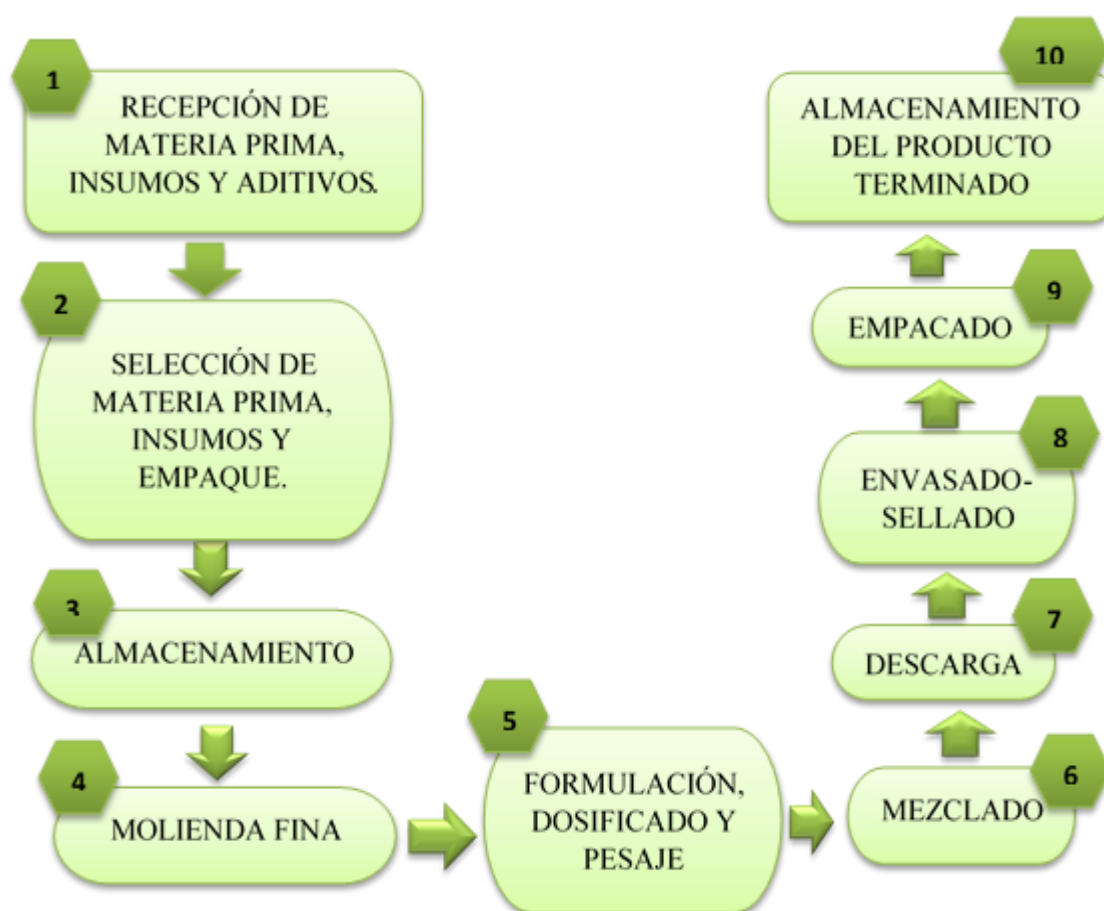 1
RECEPCIÓN DE
MATERIA PRIMA,
INSUMOS Y ADITIVOS.
2
SELECCIÓN DE
MATERIA PRIMA,
INSUMOS Y
EMPAQUE.
3
ALMACENAMIENTO
4
MOLIENDA FINA
5
FORMULACIÓN,
DOSIFICADO Y
PESAJE
6
MEZCLADO
7
DESCARGA
8
ENVASADO-
SELLADO
9
EMPACADO
10
ALMACENAMIENTO
DEL PRODUCTO
TERMINADO